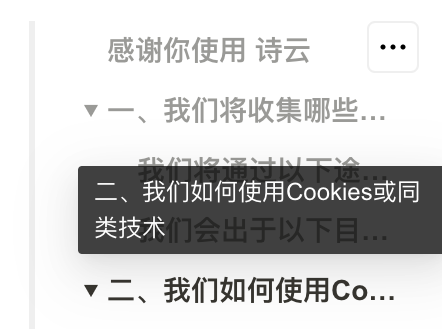 感谢你使用 诗云
一、我们将收集哪些...
我们将通过以下途...
二、我们如何使用Cookies或同
类技术
我们会出于以下目...
二、我们如何使用Co...